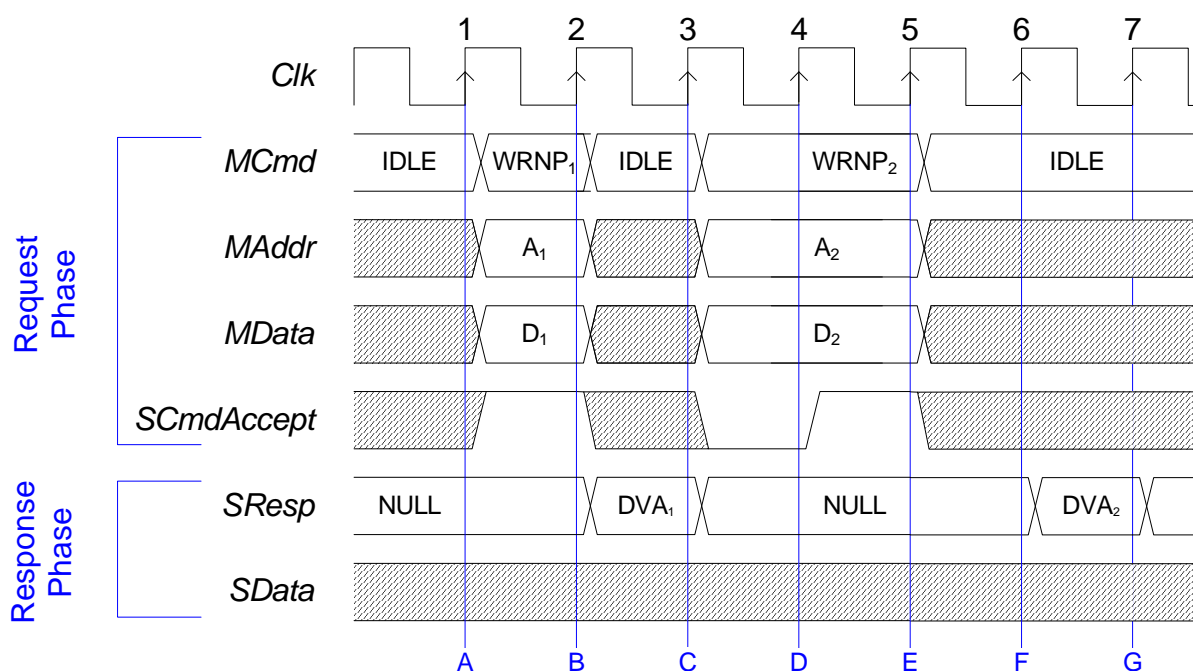 1 2 3 4 5 6 7
Clk
MCmd IDLE WRNP₁ IDLE WRNP₂ IDLE
MAddr A₁ A₂
MData D₁ D₂
SCmdAccept
Request
Phase
SResp NULL DVA₁ NULL DVA₂
SData
Response
Phase
A B C D E F G